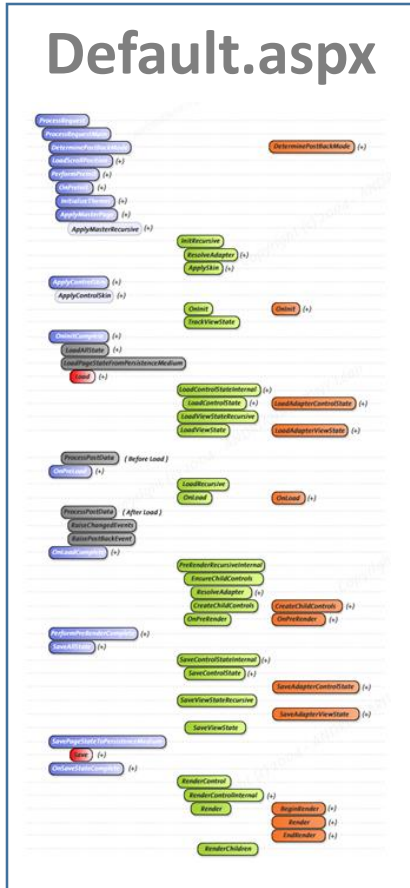 Default.aspx
ProcessRequest
ProcessRequestMain
DeterminePostBackMode DeterminePostBackMode (+)
LoadScrollPosition (+)
PerformPreInit (+)
OnPreInit (+)
InitializeThemes (+)
ApplyMasterPage (+)
ApplyMasterRecursive (+)
InitRecursive
ResolveAdapter (+)
ApplySkin (+)
ApplyControlSkin (+)
ApplyControlSkin (+)
OnInit OnInit (+)
TrackViewState
OnInitComplete (+)
LoadAllState (+)
LoadPageStateFromPersistenceMedium
Load (+)
LoadControlStateInternal (+)
LoadControlState (+) LoadAdapterControlState (+)
LoadViewStateRecursive
LoadViewState LoadAdapterViewState (+)
ProcessPostData ( Before Load )
OnPreLoad (+)
LoadRecursive
OnLoad OnLoad (+)
ProcessPostData ( After Load )
RaiseChangedEvents
RaisePostBackEvent
OnLoadComplete (+)
PreRenderRecursiveInternal
EnsureChildControls
ResolveAdapter (+)
CreateChildControls CreateChildControls (+)
OnPreRender OnPreRender (+)
PerformPreRenderComplete (+)
SaveAllState (+)
SaveControlStateInternal (+)
SaveControlState (+)
SaveAdapterControlState (+)
SaveViewStateRecursive
SaveAdapterViewState (+)
SaveViewState
SavePageStateToPersistenceMedium
Save (+)
OnSaveStateComplete (+)
RenderControl
RenderControlInternal (+)
Render BeginRender (+)
Render (+)
EndRender (+)
RenderChildren